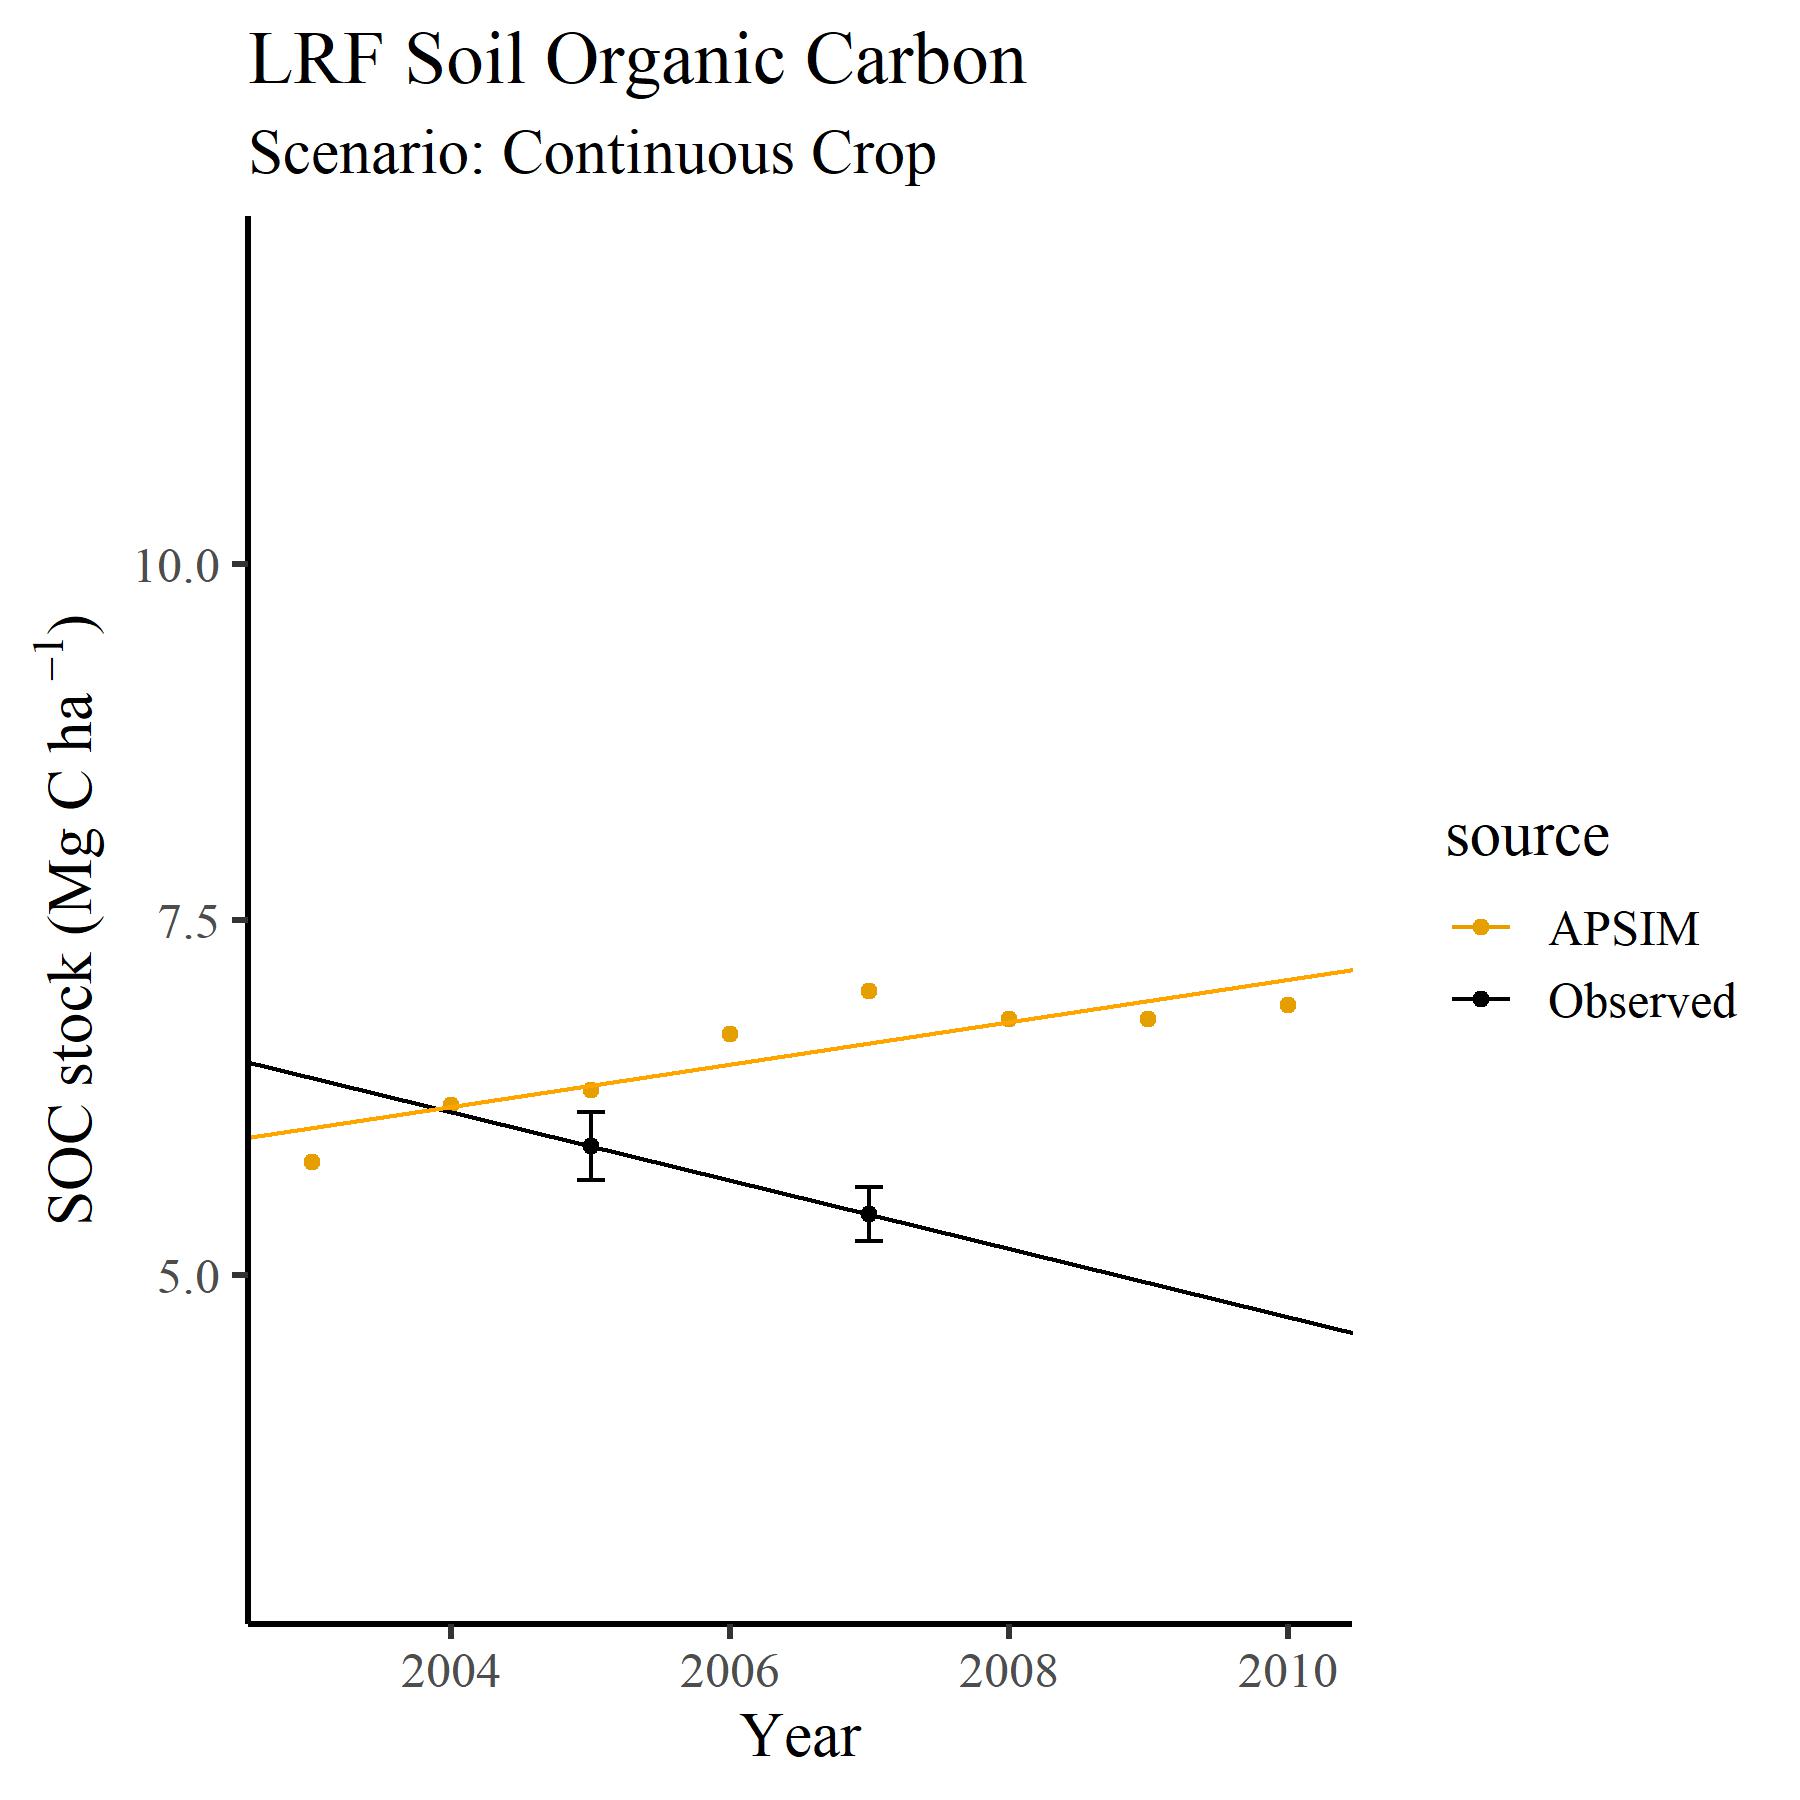 LRF Soil Organic Carbon
Scenario: Continuous Crop
SOC stock (Mg C ha⁻¹)
10.0
7.5
5.0
2004 2006 2008 2010
Year
source
APSIM
Observed